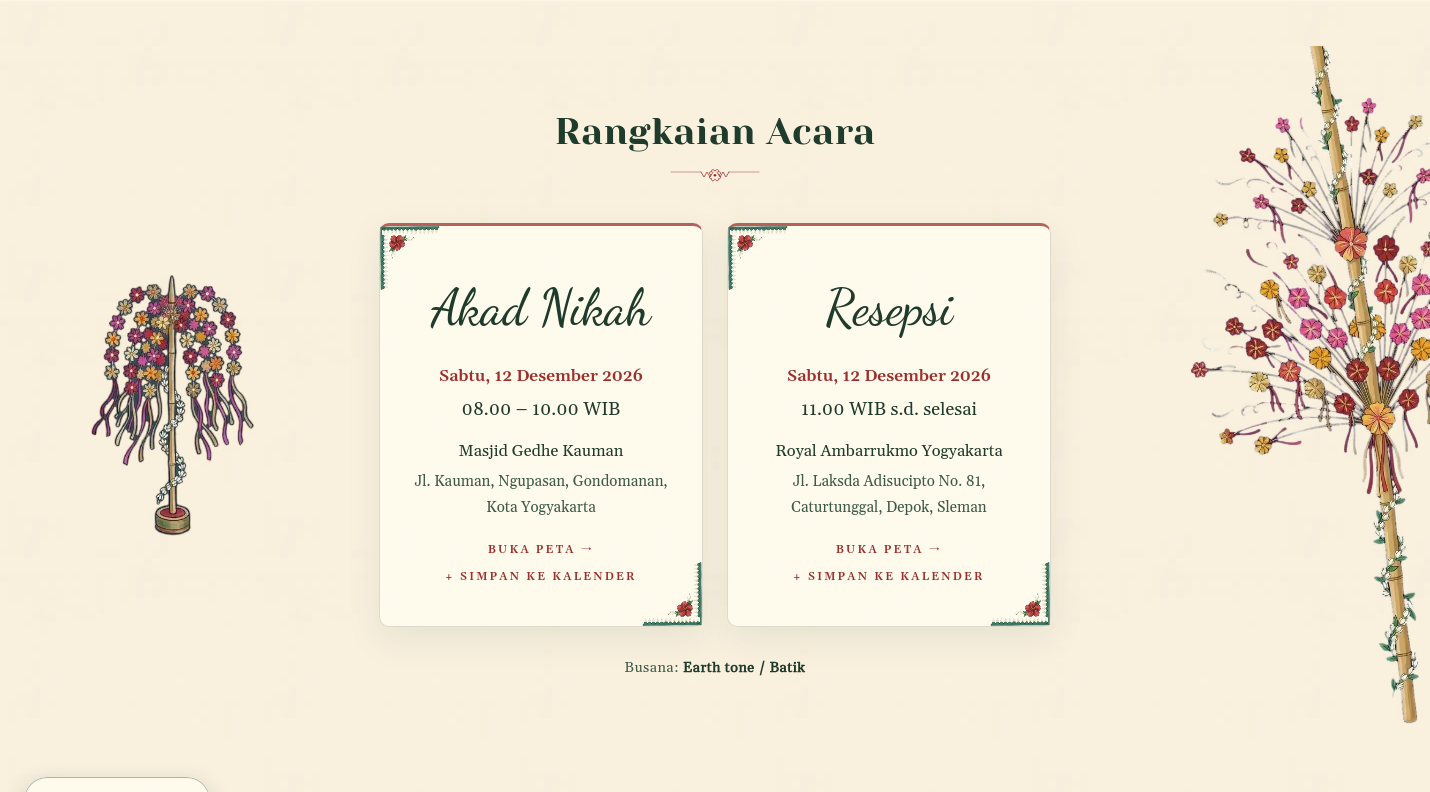 Rangkaian Acara
Akad Nikah
Sabtu, 12 Desember 2026
08.00 – 10.00 WIB
Masjid Gedhe Kauman
Jl. Kauman, Ngupasan, Gondomanan,
Kota Yogyakarta
BUKA PETA →
+ SIMPAN KE KALENDER
Resepsi
Sabtu, 12 Desember 2026
11.00 WIB s.d. selesai
Royal Ambarrukmo Yogyakarta
Jl. Laksda Adisucipto No. 81,
Caturtunggal, Depok, Sleman
BUKA PETA →
+ SIMPAN KE KALENDER
Busana: Earth tone / Batik